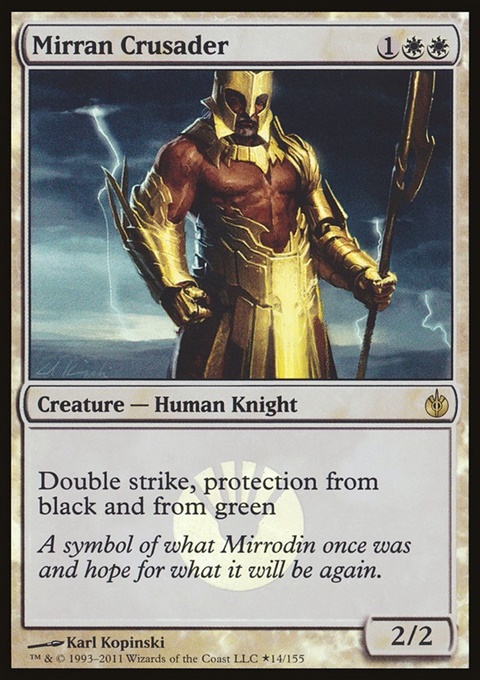 Mirran Crusader 1
Creature — Human Knight
Double strike, protection from
black and from green
A symbol of what Mirrodin once was
and hope for what it will be again.
Karl Kopinski
2/2
™ & © 1993–2011 Wizards of the Coast LLC ★14/155